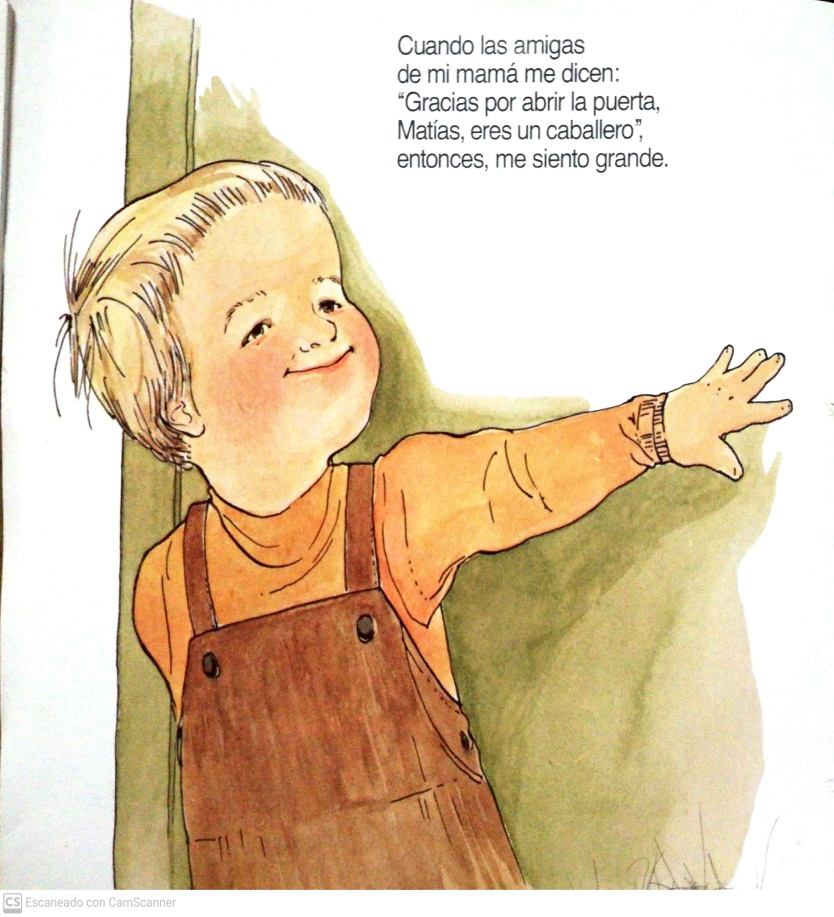 Cuando las amigas
de mi mamá me dicen:
“Gracias por abrir la puerta,
Matías, eres un caballero”,
entonces, me siento grande.
CS Escaneado con CamScanner